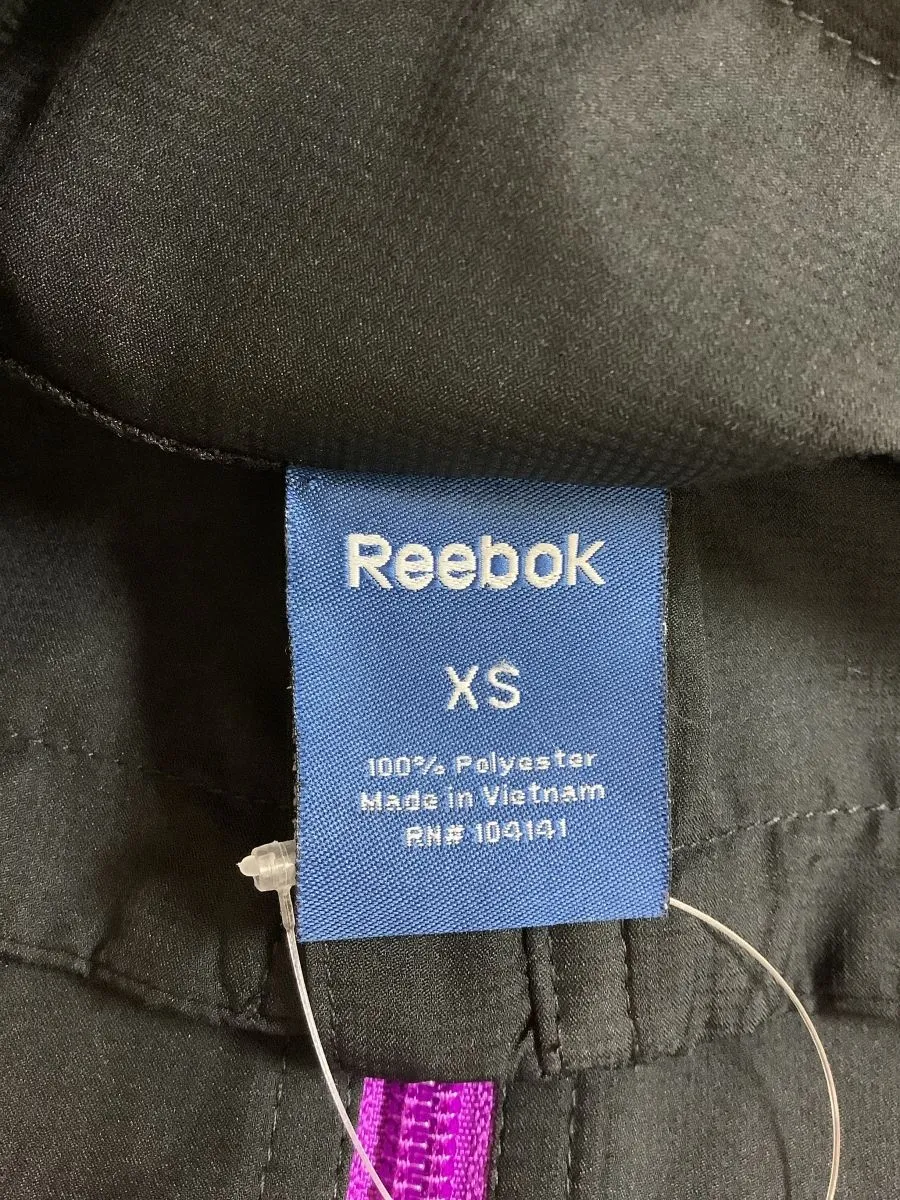 Reebok
XS
100% Polyester
Made in Vietnam
RN# 104141